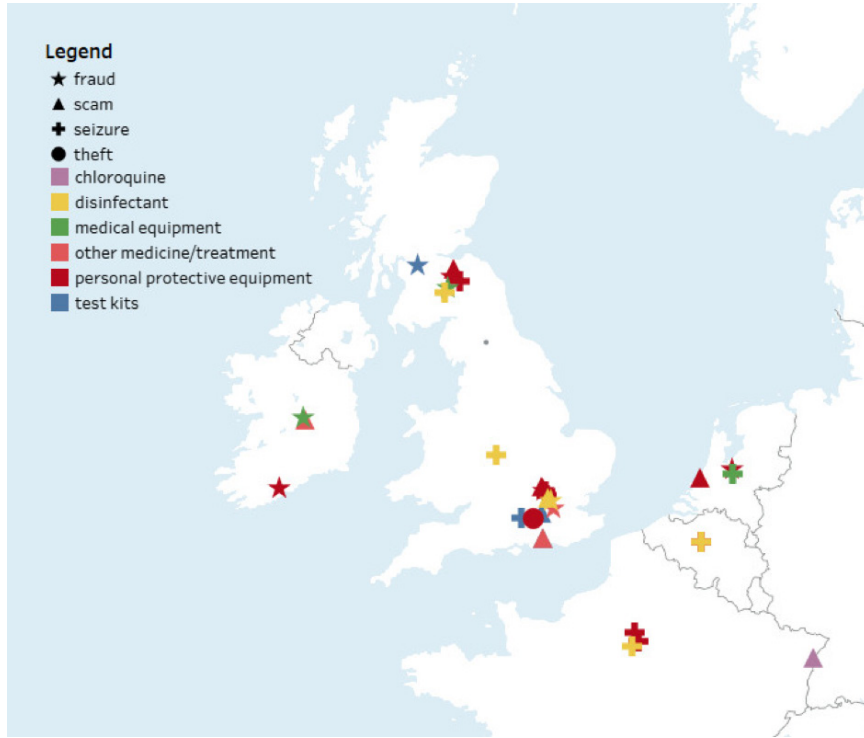 Legend
fraud
scam
seizure
theft
chloroquine
disinfectant
medical equipment
other medicine/treatment
personal protective equipment
test kits